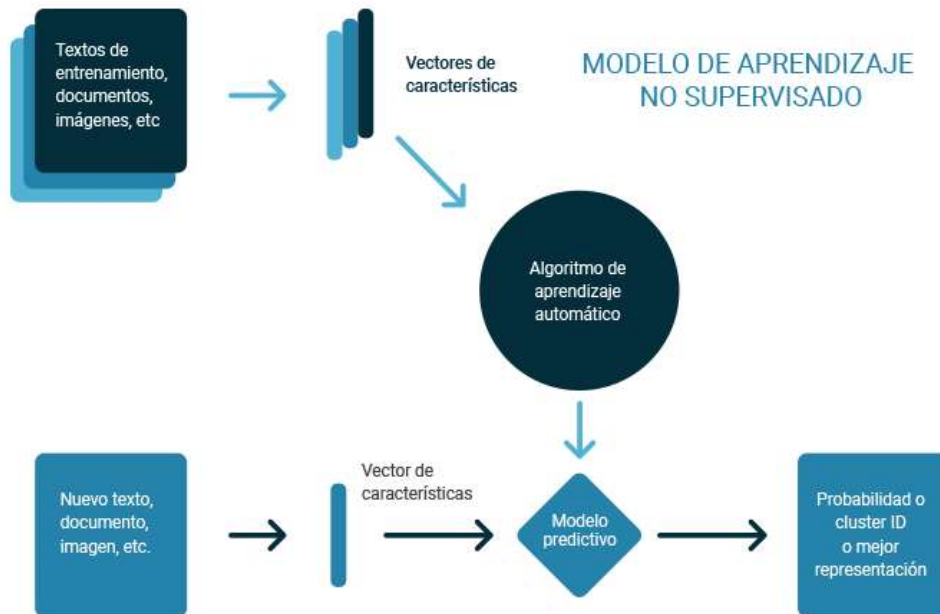 Textos de
entrenamiento,
documentos,
imágenes, etc
Vectores de
características
MODELO DE APRENDIZAJE
NO SUPERVISADO
Algoritmo de
aprendizaje
automático
Nuevo texto,
documento,
imagen, etc.
Vector de
características
Modelo
predictivo
Probabilidad o
cluster ID
o mejor
representación